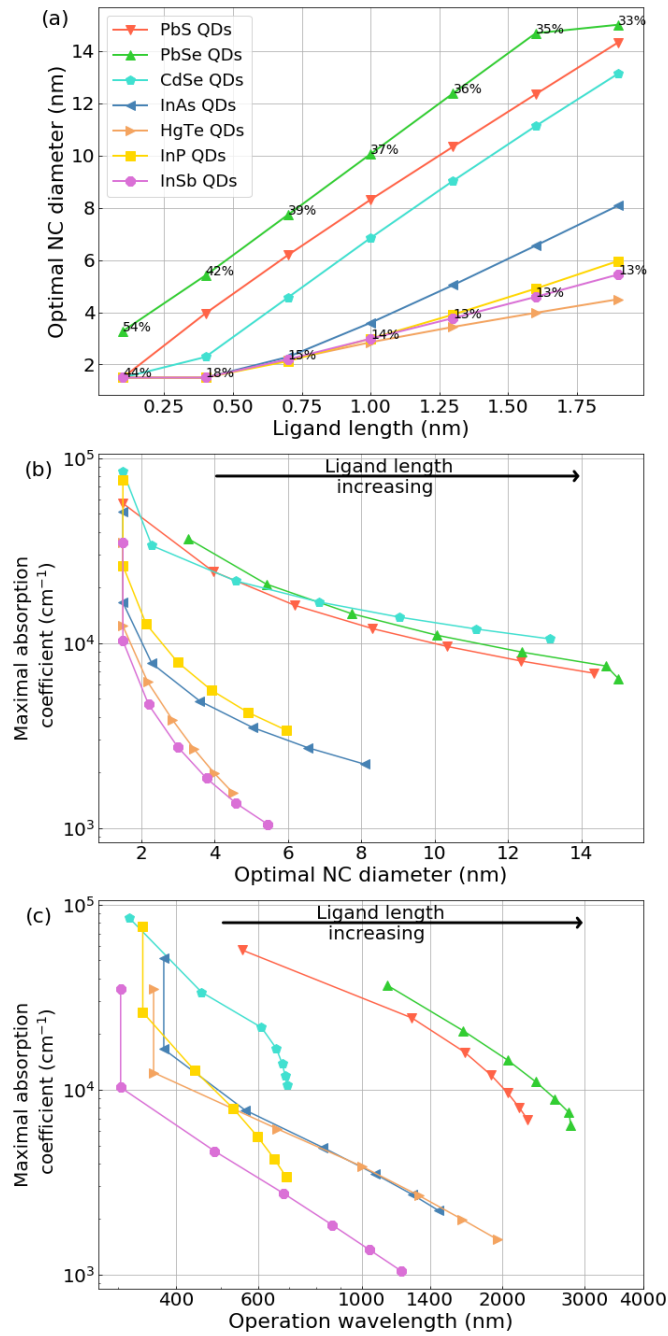 (a)
PbS QDs
PbSe QDs
CdSe QDs
InAs QDs
HgTe QDs
InP QDs
InSb QDs
Optimal NC diameter (nm)
14
12
10
8
6
4
2
54%
42%
39%
37%
36%
35%
33%
44%
18%
15%
14%
13%
13%
13%
0.25
0.50
0.75
1.00
1.25
1.50
1.75
Ligand length (nm)
(b)
Ligand length
increasing
Maximal absorption
coefficient (cm⁻¹)
10⁵
10⁴
10³
2
4
6
8
10
12
14
Optimal NC diameter (nm)
(c)
Ligand length
increasing
Maximal absorption
coefficient (cm⁻¹)
10⁵
10⁴
10³
400
600
1000
1400
2000
3000
4000
Operation wavelength (nm)